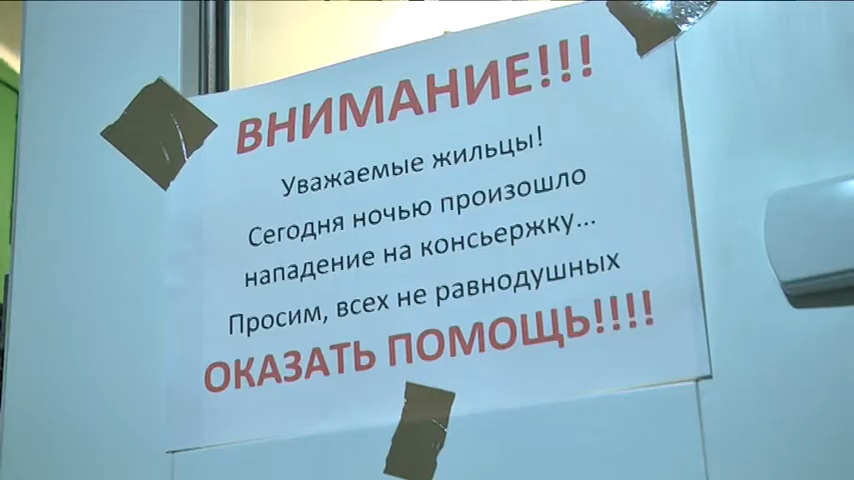 ВНИМАНИЕ!!!
Уважаемые жильцы!
Сегодня ночью произошло
нападение на консьержку...
Просим, всех не равнодушных
ОКАЗАТЬ ПОМОЩЬ!!!!